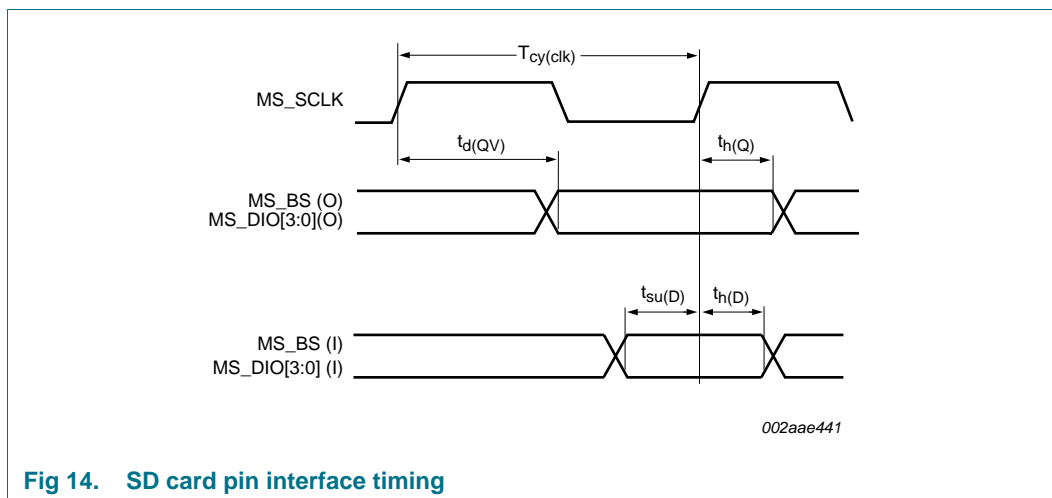 Tcy(clk)
MS_SCLK
td(QV)
th(Q)
MS_BS (O)
MS_DIO[3:0](O)
tsu(D)
th(D)
MS_BS (I)
MS_DIO[3:0] (I)
002aae441
Fig 14. SD card pin interface timing